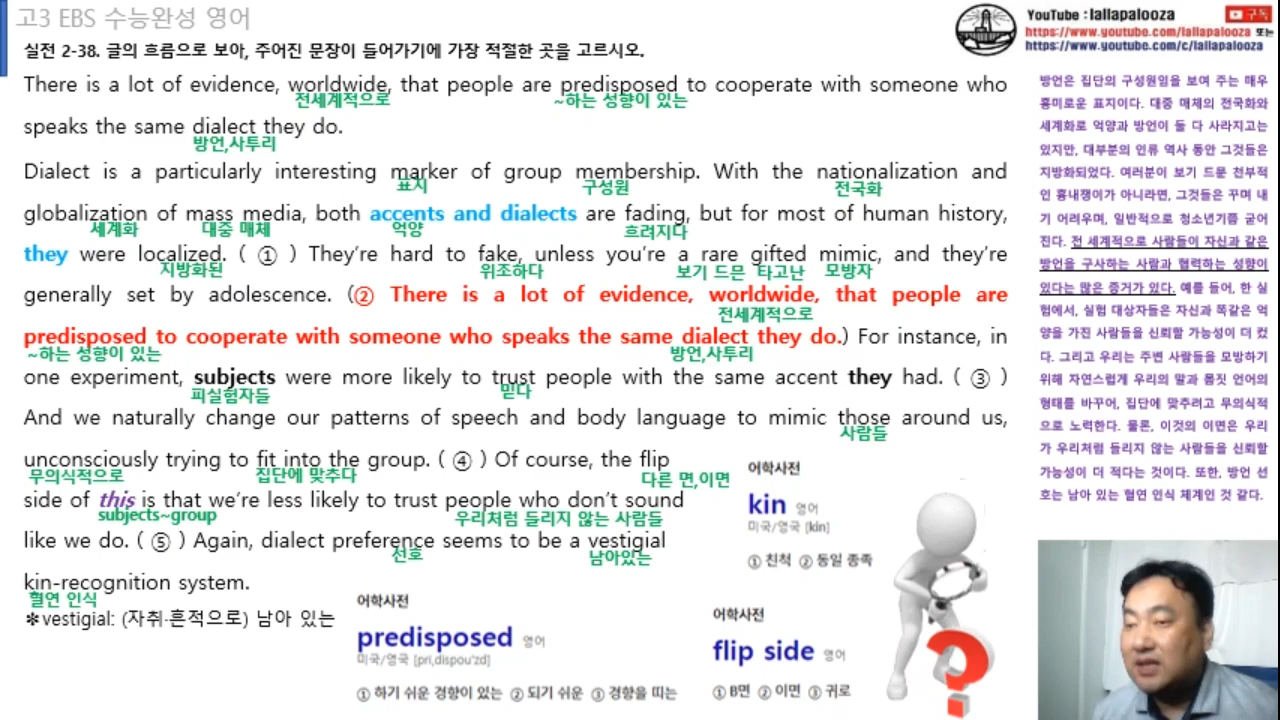 고3 EBS 수능완성 영어
YouTube : lallapalooza
구독
https://www.youtube.com/lallapalooza 또는
https://www.youtube.com/c/lallapalooza
실전 2-38. 글의 흐름으로 보아, 주어진 문장이 들어가기에 가장 적절한 곳을 고르시오.
There is a lot of evidence, worldwide, that people are predisposed to cooperate with someone who
전세계적으로 ~하는 성향이 있는
speaks the same dialect they do.
방언,사투리
Dialect is a particularly interesting marker of group membership. With the nationalization and
표지 구성원 전국화
globalization of mass media, both accents and dialects are fading, but for most of human history,
세계화 대중 매체 억양 흐려지다
they were localized. ( ① ) They're hard to fake, unless you're a rare gifted mimic, and they're
지방화된 위조하다 보기 드믄 타고난 모방자
generally set by adolescence. (② There is a lot of evidence, worldwide, that people are
전세계적으로
predisposed to cooperate with someone who speaks the same dialect they do.) For instance, in
~하는 성향이 있는 방언,사투리
one experiment, subjects were more likely to trust people with the same accent they had. ( ③ )
피실험자들 믿다
And we naturally change our patterns of speech and body language to mimic those around us,
사람들
unconsciously trying to fit into the group. ( ④ ) Of course, the flip
무의식적으로 집단에 맞추다 다른 면,이면
side of this is that we're less likely to trust people who don't sound
subjects~group 우리처럼 들리지 않는 사람들
like we do. ( ⑤ ) Again, dialect preference seems to be a vestigial
선호 남아있는
kin-recognition system.
혈연 인식
✻vestigial: (자취·흔적으로) 남아 있는
어학사전
predisposed 영어
미국/영국 [pri,dispou'zd]
① 하기 쉬운 경향이 있는 ② 되기 쉬운 ③ 경향을 띠는
어학사전
kin 영어
미국/영국 [kin]
① 친척 ② 동일 종족
어학사전
flip side 영어
① B면 ② 이면 ③ 귀로
?
방언은 집단의 구성원임을 보여 주는 매우
흥미로운 표지이다. 대중 매체의 전국화와
세계화로 억양과 방언이 둘 다 사라지고는
있지만, 대부분의 인류 역사 동안 그것들은
지방화되었다. 여러분이 보기 드문 천부적
인 흉내쟁이가 아니라면, 그것들은 꾸며 내
기 어려우며, 일반적으로 청소년기쯤 굳어
진다. 전 세계적으로 사람들이 자신과 같은
방언을 구사하는 사람과 협력하는 성향이
있다는 많은 증거가 있다. 예를 들어, 한 실
험에서, 실험 대상자들은 자신과 똑같은 억
양을 가진 사람들을 신뢰할 가능성이 더 컸
다. 그리고 우리는 주변 사람들을 모방하기
위해 자연스럽게 우리의 말과 몸짓 언어의
형태를 바꾸어, 집단에 맞추려고 무의식적
으로 노력한다. 물론, 이것의 이면은 우리
가 우리처럼 들리지 않는 사람들을 신뢰할
가능성이 더 적다는 것이다. 또한, 방언 선
호는 남아 있는 혈연 인식 체계인 것 같다.